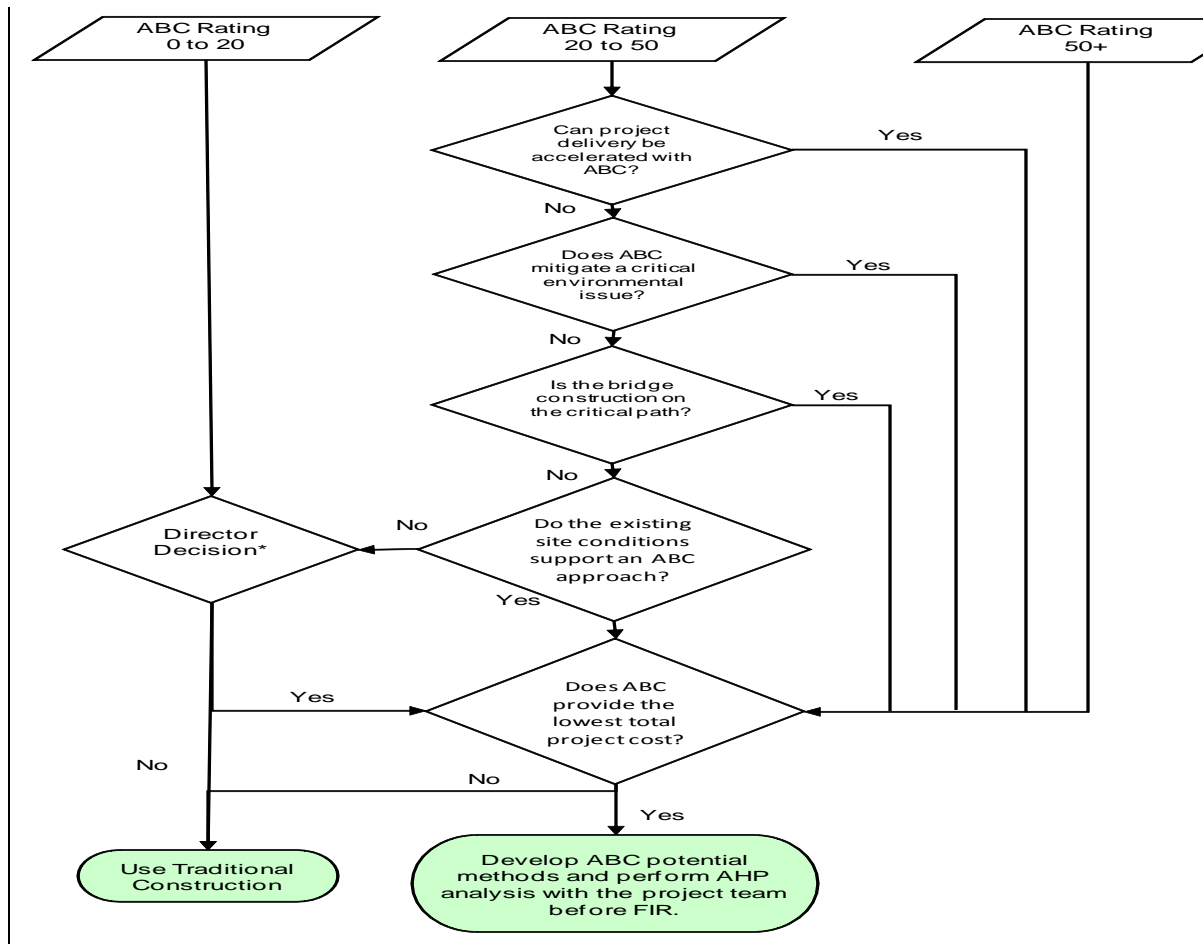 ABC Rating
0 to 20
ABC Rating
20 to 50
ABC Rating
50+
Can project
delivery be
accelerated with
ABC?
Yes
No
Does ABC
mitigate a critical
environmental
issue?
Yes
No
Is the bridge
construction on
the critical path?
Yes
No
Director
Decision*
No
Do the existing
site conditions
support an ABC
approach?
Yes
Yes
Does ABC
provide the
lowest total
project cost?
No
No
Yes
Use Traditional
Construction
Develop ABC potential
methods and perform AHP
analysis with the project team
before FIR.